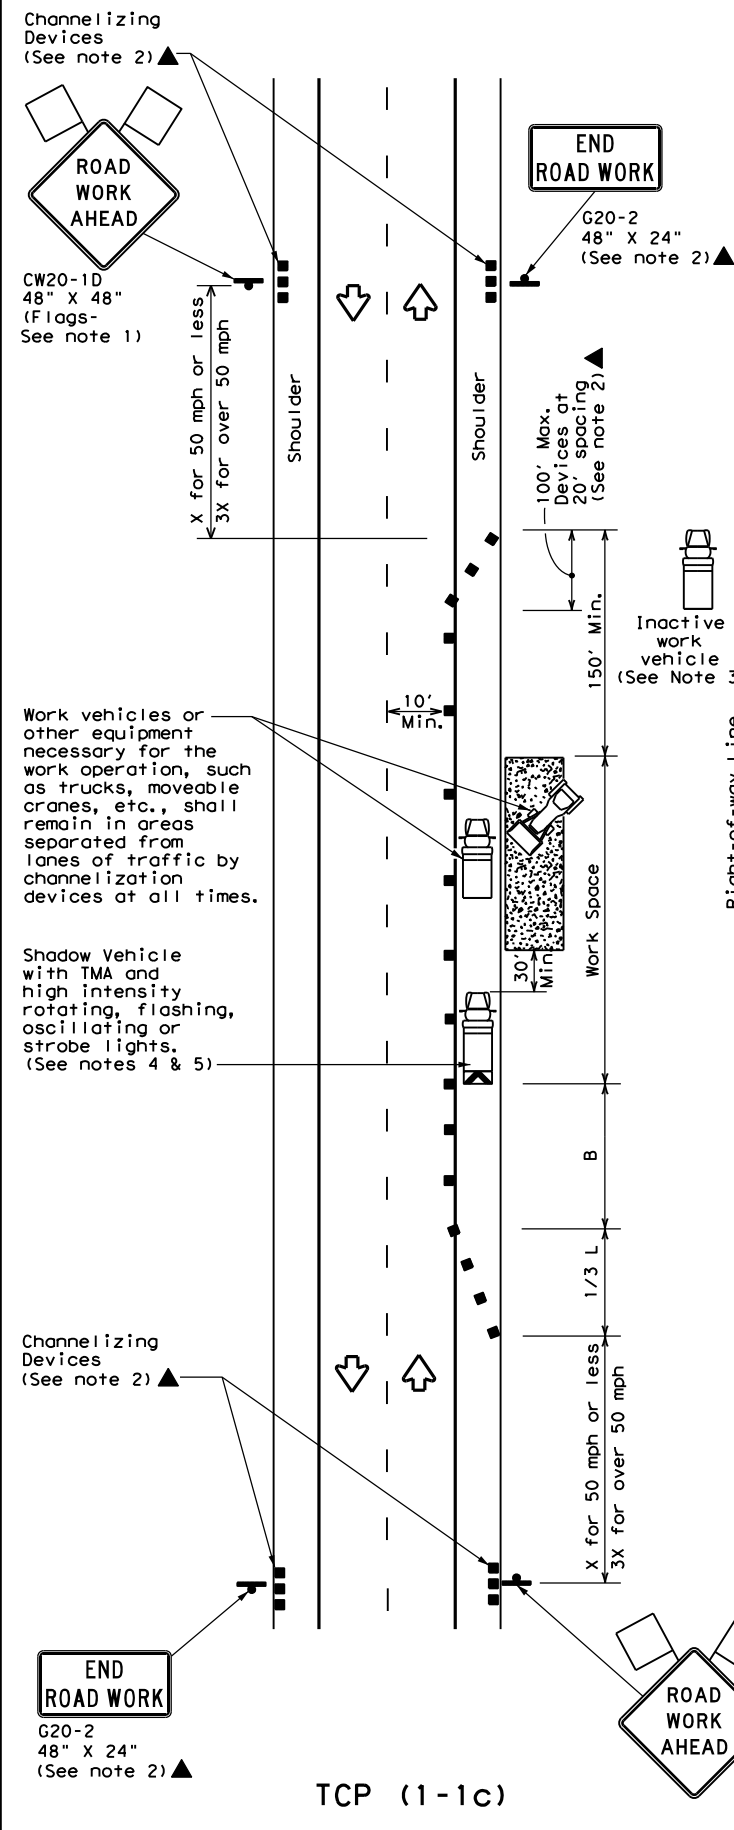 Channelizing
Devices
(See note 2)
ROAD
WORK
AHEAD
CW20-1D
48" X 48"
(Flags-
See note 1)
END
ROAD WORK
G20-2
48" X 24"
(See note 2)
X for 50 mph or less
3X for over 50 mph
Shoulder
Shoulder
100' Max.
Devices at
20' spacing
(See note 2)
150' Min.
Inactive
work
vehicle
(See Note 3
10'
Min.
Work vehicles or
other equipment
necessary for the
work operation, such
as trucks, moveable
cranes, etc., shall
remain in areas
separated from
lanes of traffic by
channelization
devices at all times.
Right-of-way Line
Work Space
30'
Min.
Shadow Vehicle
with TMA and
high intensity
rotating, flashing,
oscillating or
strobe lights.
(See notes 4 & 5)
B
1/3 L
Channelizing
Devices
(See note 2)
X for 50 mph or less
3X for over 50 mph
END
ROAD WORK
G20-2
48" X 24"
(See note 2)
ROAD
WORK
AHEAD
TCP (1-1c)